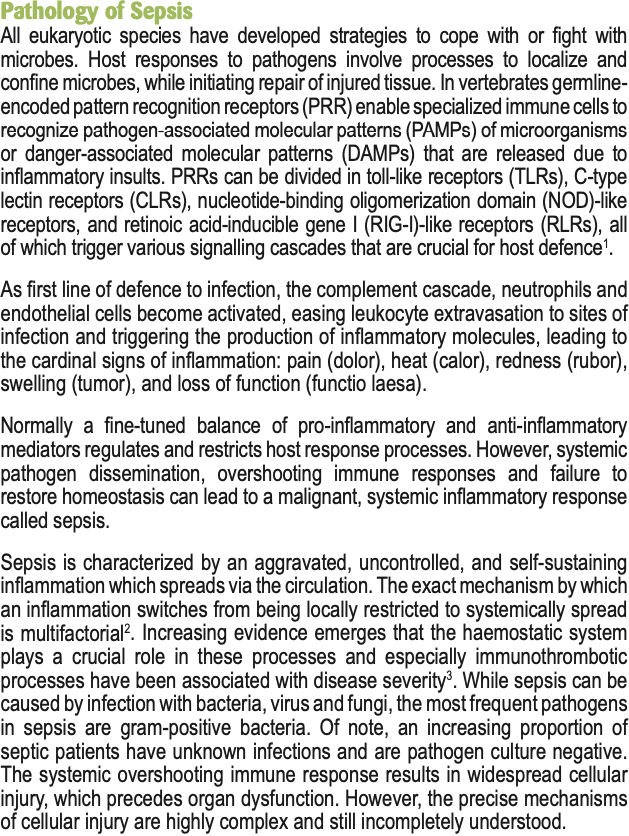 Pathology of Sepsis
All eukaryotic species have developed strategies to cope with or fight with
microbes. Host responses to pathogens involve processes to localize and
confine microbes, while initiating repair of injured tissue. In vertebrates germline-
encoded pattern recognition receptors (PRR) enable specialized immune cells to
recognize pathogen-associated molecular patterns (PAMPs) of microorganisms
or danger-associated molecular patterns (DAMPs) that are released due to
inflammatory insults. PRRs can be divided in toll-like receptors (TLRs), C-type
lectin receptors (CLRs), nucleotide-binding oligomerization domain (NOD)-like
receptors, and retinoic acid-inducible gene I (RIG-I)-like receptors (RLRs), all
of which trigger various signalling cascades that are crucial for host defence¹.
As first line of defence to infection, the complement cascade, neutrophils and
endothelial cells become activated, easing leukocyte extravasation to sites of
infection and triggering the production of inflammatory molecules, leading to
the cardinal signs of inflammation: pain (dolor), heat (calor), redness (rubor),
swelling (tumor), and loss of function (functio laesa).
Normally a fine-tuned balance of pro-inflammatory and anti-inflammatory
mediators regulates and restricts host response processes. However, systemic
pathogen dissemination, overshooting immune responses and failure to
restore homeostasis can lead to a malignant, systemic inflammatory response
called sepsis.
Sepsis is characterized by an aggravated, uncontrolled, and self-sustaining
inflammation which spreads via the circulation. The exact mechanism by which
an inflammation switches from being locally restricted to systemically spread
is multifactorial². Increasing evidence emerges that the haemostatic system
plays a crucial role in these processes and especially immunothrombotic
processes have been associated with disease severity³. While sepsis can be
caused by infection with bacteria, virus and fungi, the most frequent pathogens
in sepsis are gram-positive bacteria. Of note, an increasing proportion of
septic patients have unknown infections and are pathogen culture negative.
The systemic overshooting immune response results in widespread cellular
injury, which precedes organ dysfunction. However, the precise mechanisms
of cellular injury are highly complex and still incompletely understood.